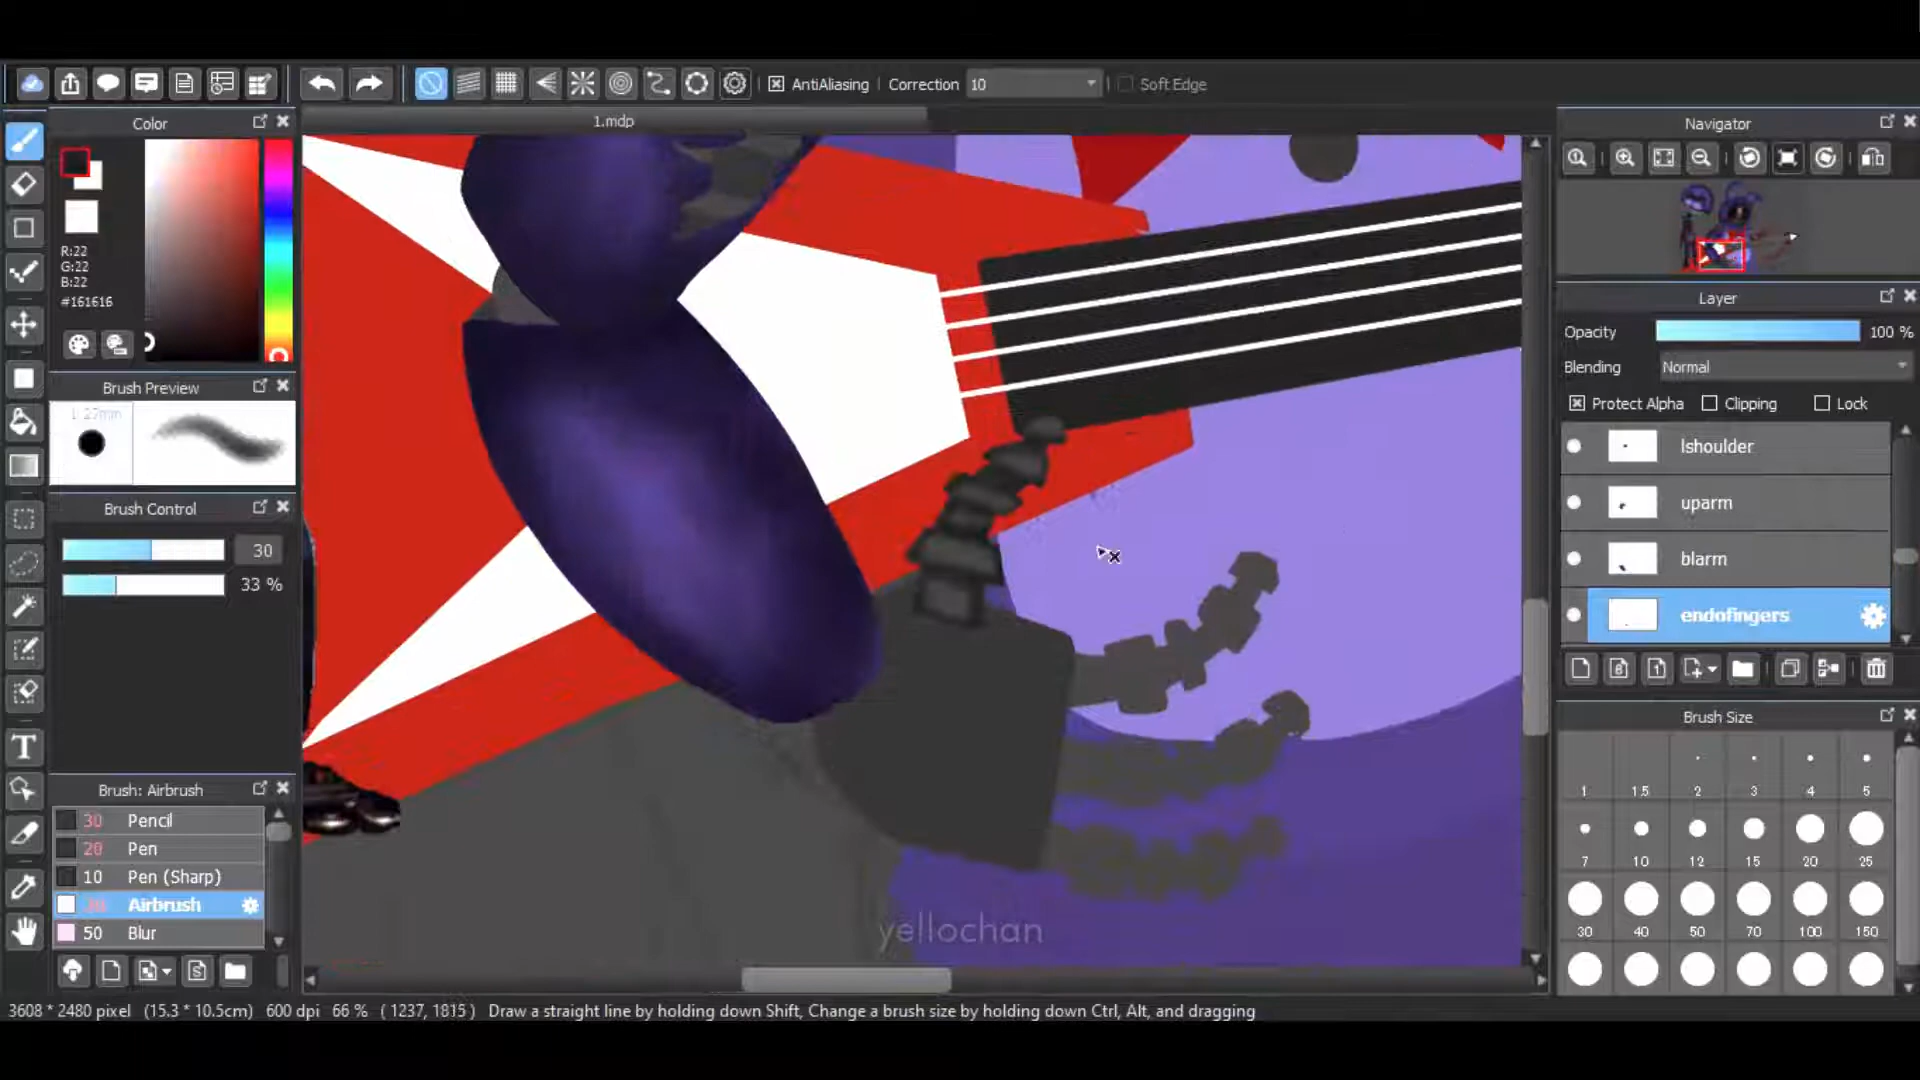 AntiAliasing
Correction 10
Soft Edge
Color
1.mdp
Navigator
R:22
G:22
B:22
#161616
Layer
Opacity 100 %
Blending Normal
Protect Alpha Clipping Lock
Brush Preview
1.27mm
lshoulder
uparm
blarm
endofingers
Brush Control
30
33 %
Brush Size
1 1.5 2 3 4 5
7 10 12 15 20 25
30 40 50 70 100 150
Brush: Airbrush
30 Pencil
20 Pen
10 Pen (Sharp)
Airbrush
50 Blur
T
yellochan
3608 * 2480 pixel (15.3 * 10.5cm) 600 dpi 66 % ( 1237, 1815 ) Draw a straight line by holding down Shift, Change a brush size by holding down Ctrl, Alt, and dragging